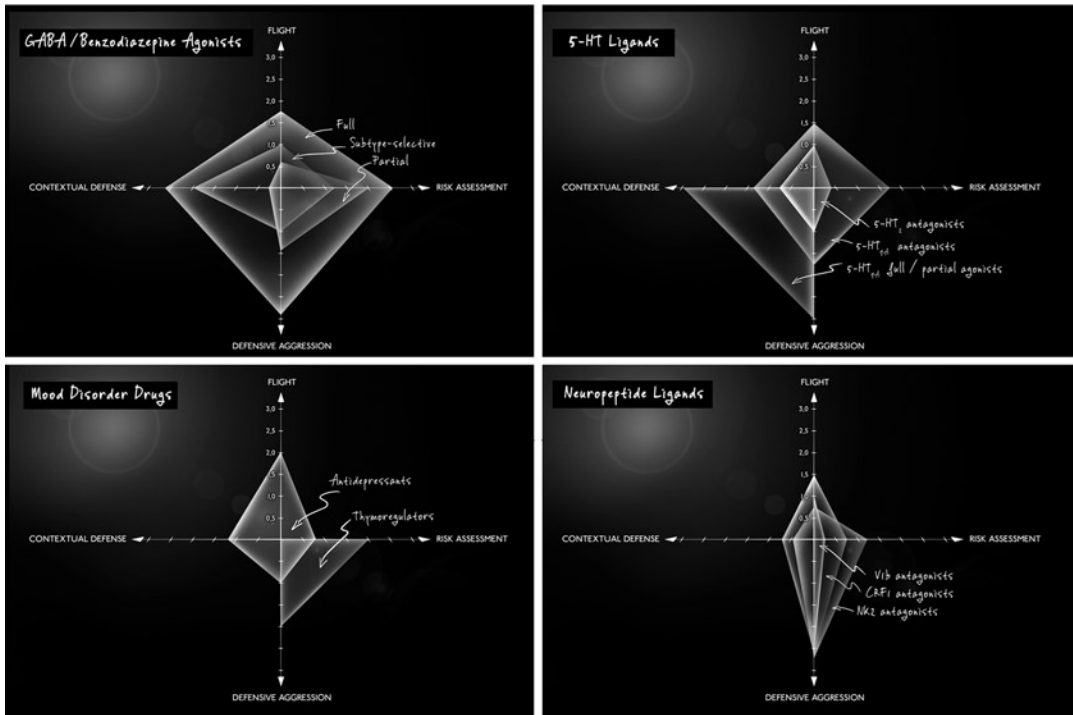 GABA/Benzodiazepine Agonists
FLIGHT
3,0
2,5
2,0
1,5
1,0
0,5
Full
Subtype-selective
Partial
CONTEXTUAL DEFENSE
RISK ASSESSMENT
DEFENSIVE AGGRESSION
5-HT Ligands
FLIGHT
3,0
2,5
2,0
1,5
1,0
0,5
CONTEXTUAL DEFENSE
RISK ASSESSMENT
5-HT₂ antagonists
5-HT₁A antagonists
5-HT₁A full / partial agonists
DEFENSIVE AGGRESSION
Mood Disorder Drugs
FLIGHT
3,0
2,5
2,0
1,5
1,0
0,5
Antidepressants
Thymoregulators
CONTEXTUAL DEFENSE
RISK ASSESSMENT
DEFENSIVE AGGRESSION
Neuropeptide Ligands
FLIGHT
3,0
2,5
2,0
1,5
1,0
0,5
CONTEXTUAL DEFENSE
RISK ASSESSMENT
V1b antagonists
CRF1 antagonists
NK2 antagonists
DEFENSIVE AGGRESSION